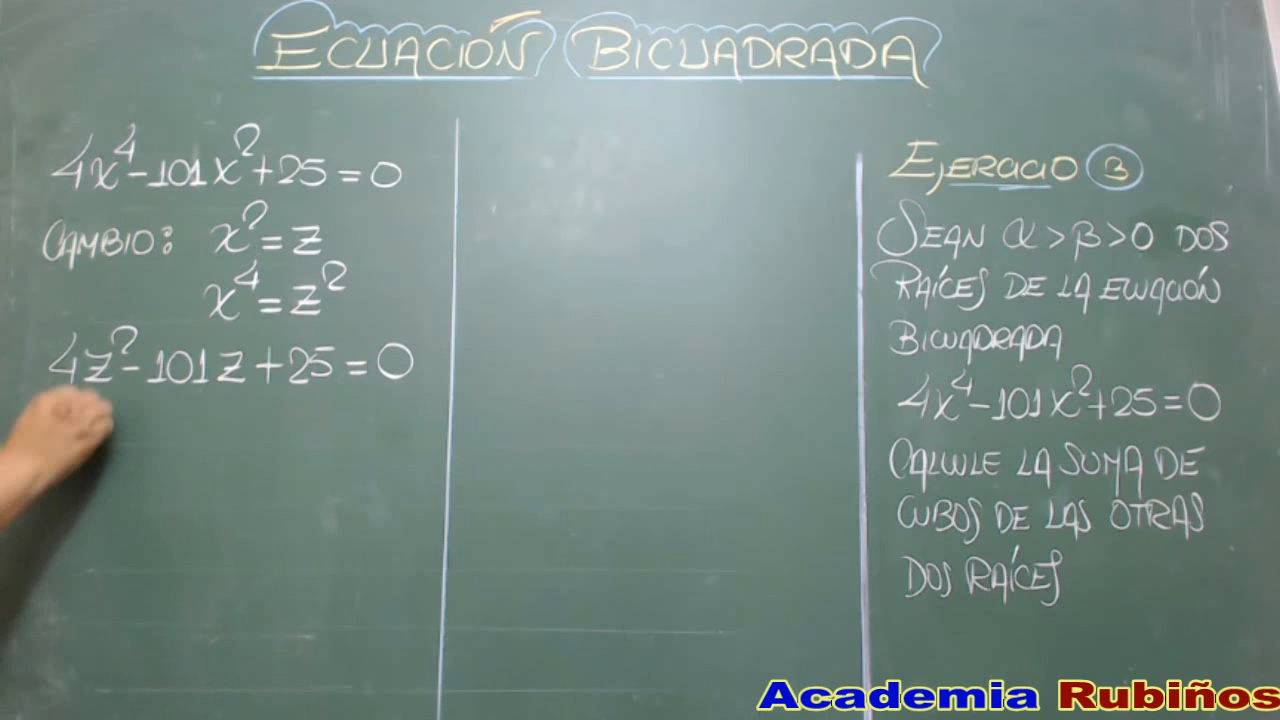 ECUACIÓN BICUADRADA
4x⁴-101x²+25=0
CAMBIO: x²=z
x⁴=z²
4z²-101z+25=0
EJERCICIO 3
SEAN α>β>0 DOS
RAÍCES DE LA ECUACIÓN
BICUADRADA
4x⁴-101x²+25=0
CALCULE LA SUMA DE
CUBOS DE LAS OTRAS
DOS RAÍCES
Academia Rubiños